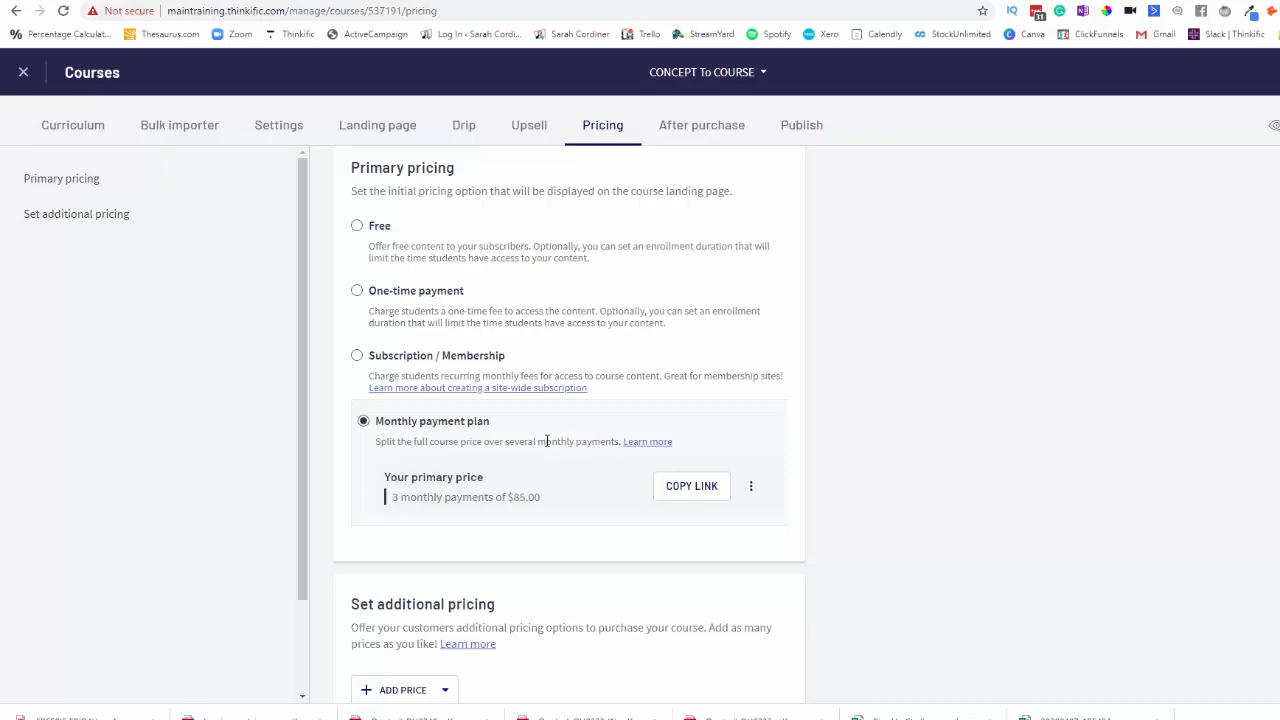 Not secure
maintraining.thinkific.com/manage/courses/537191/pricing
31
Percentage Calculat...
Thesaurus.com
Zoom
Thinkific
ActiveCampaign
Log In ‹ Sarah Cordi...
Sarah Cordiner
Trello
StreamYard
Spotify
Xero
Calendly
StockUnlimited
Canva
ClickFunnels
Gmail
Slack | Thinkific
Courses
CONCEPT To COURSE
Curriculum
Bulk importer
Settings
Landing page
Drip
Upsell
Pricing
After purchase
Publish
Primary pricing
Set additional pricing
Primary pricing
Set the initial pricing option that will be displayed on the course landing page.
Free
Offer free content to your subscribers. Optionally, you can set an enrollment duration that will
limit the time students have access to your content.
One-time payment
Charge students a one-time fee to access the content. Optionally, you can set an enrollment
duration that will limit the time students have access to your content.
Subscription / Membership
Charge students recurring monthly fees for access to course content. Great for membership sites!
Learn more about creating a site-wide subscription
Monthly payment plan
Split the full course price over several monthly payments. Learn more
Your primary price
3 monthly payments of $85.00
COPY LINK
Set additional pricing
Offer your customers additional pricing options to purchase your course. Add as many
prices as you like! Learn more
+ ADD PRICE